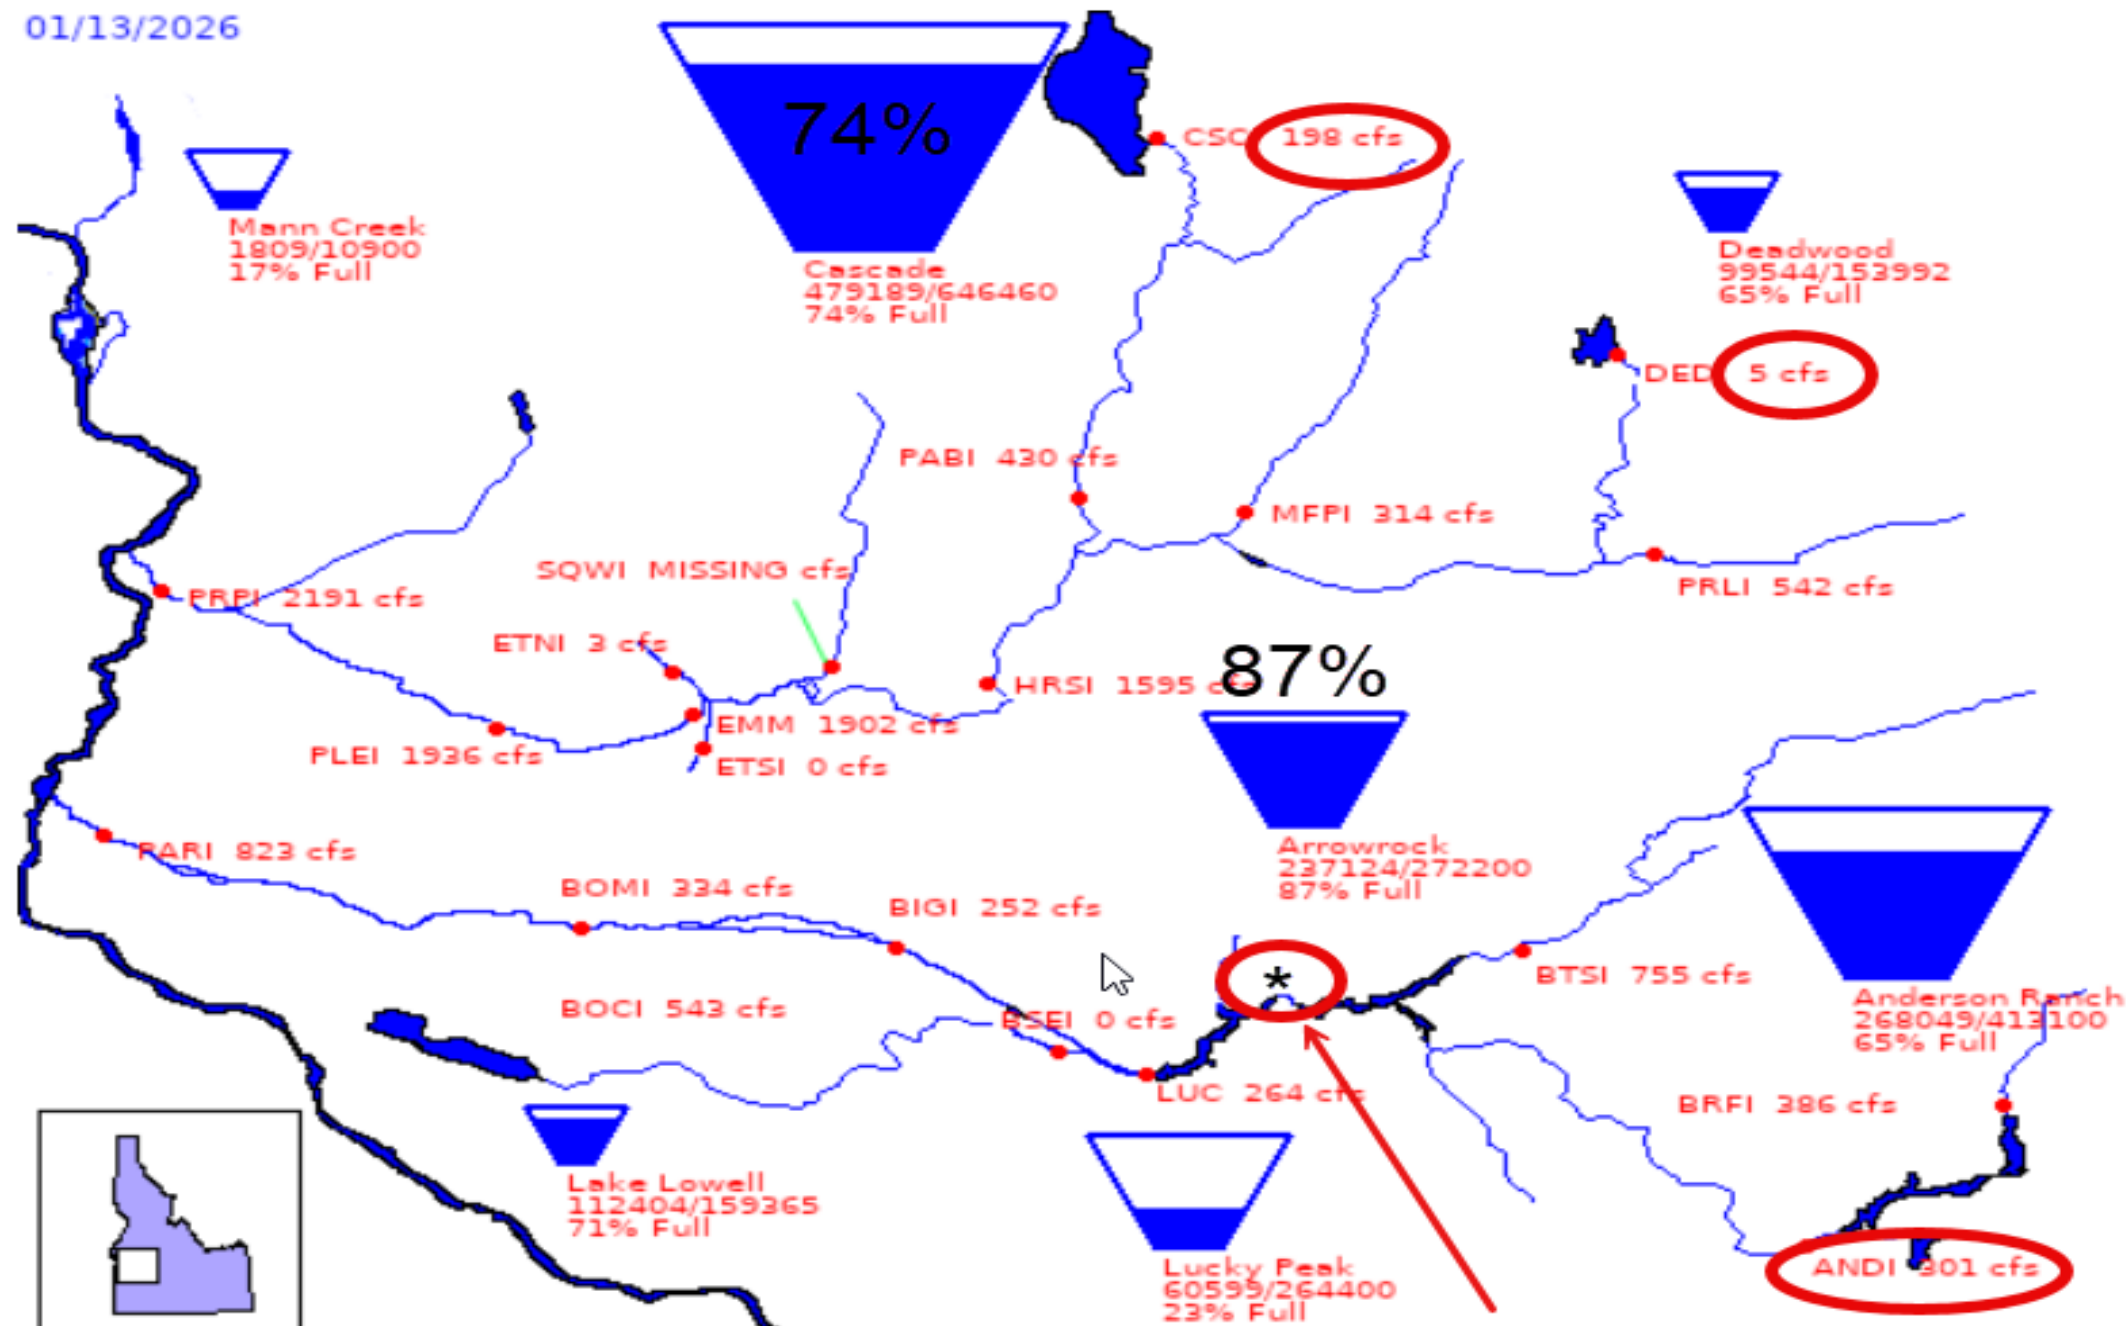 01/13/2026
74%
CSC 198 cfs
Mann Creek
1809/10900
17% Full
Cascade
479189/646460
74% Full
Deadwood
99544/153992
65% Full
DED 5 cfs
PABI 430 cfs
MFPI 314 cfs
SQWI MISSING cfs
PRPI 2191 cfs
PRLI 542 cfs
ETNI 3 cfs
87%
HRSI 1595 cfs
EMM 1902 cfs
PLEI 1936 cfs
ETSI 0 cfs
PARI 823 cfs
Arrowrock
237124/272200
87% Full
BOMI 334 cfs
BIGI 252 cfs
*
BTSI 755 cfs
BOCI 543 cfs
BSEI 0 cfs
Anderson Ranch
268049/413100
65% Full
LUC 264 cfs
BRFI 386 cfs
Lake Lowell
112404/159365
71% Full
Lucky Peak
60599/264400
23% Full
ANDI 301 cfs